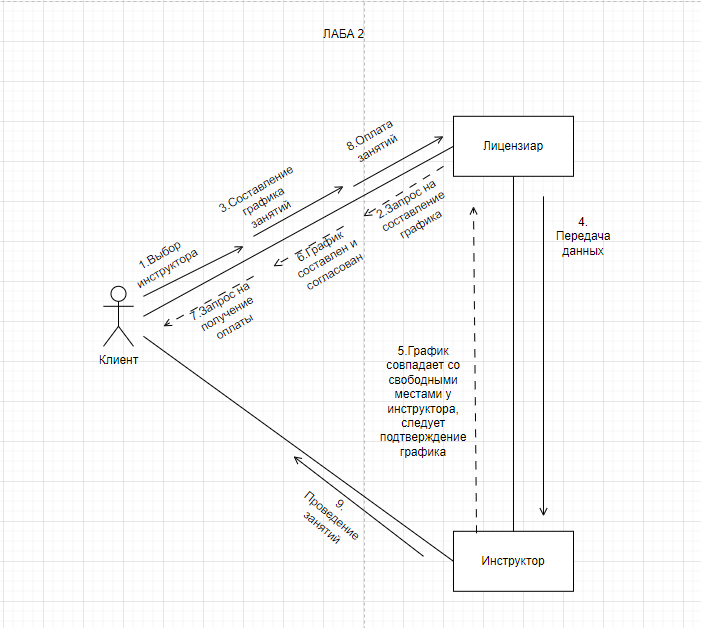 ЛАБА 2
8.Оплата
занятий
Лицензиар
3.Составление
графика
занятий
2.Запрос на
составление
графика
4.
Передача
данных
1.Выбор
инструктора
6.График
составлен и
согласован
7.Запрос на
получение
оплаты
Клиент
5.График
совпадает со
свободными
местами у
инструктора,
следует
подтверждение
графика
9.
Проведение
занятий
Инструктор